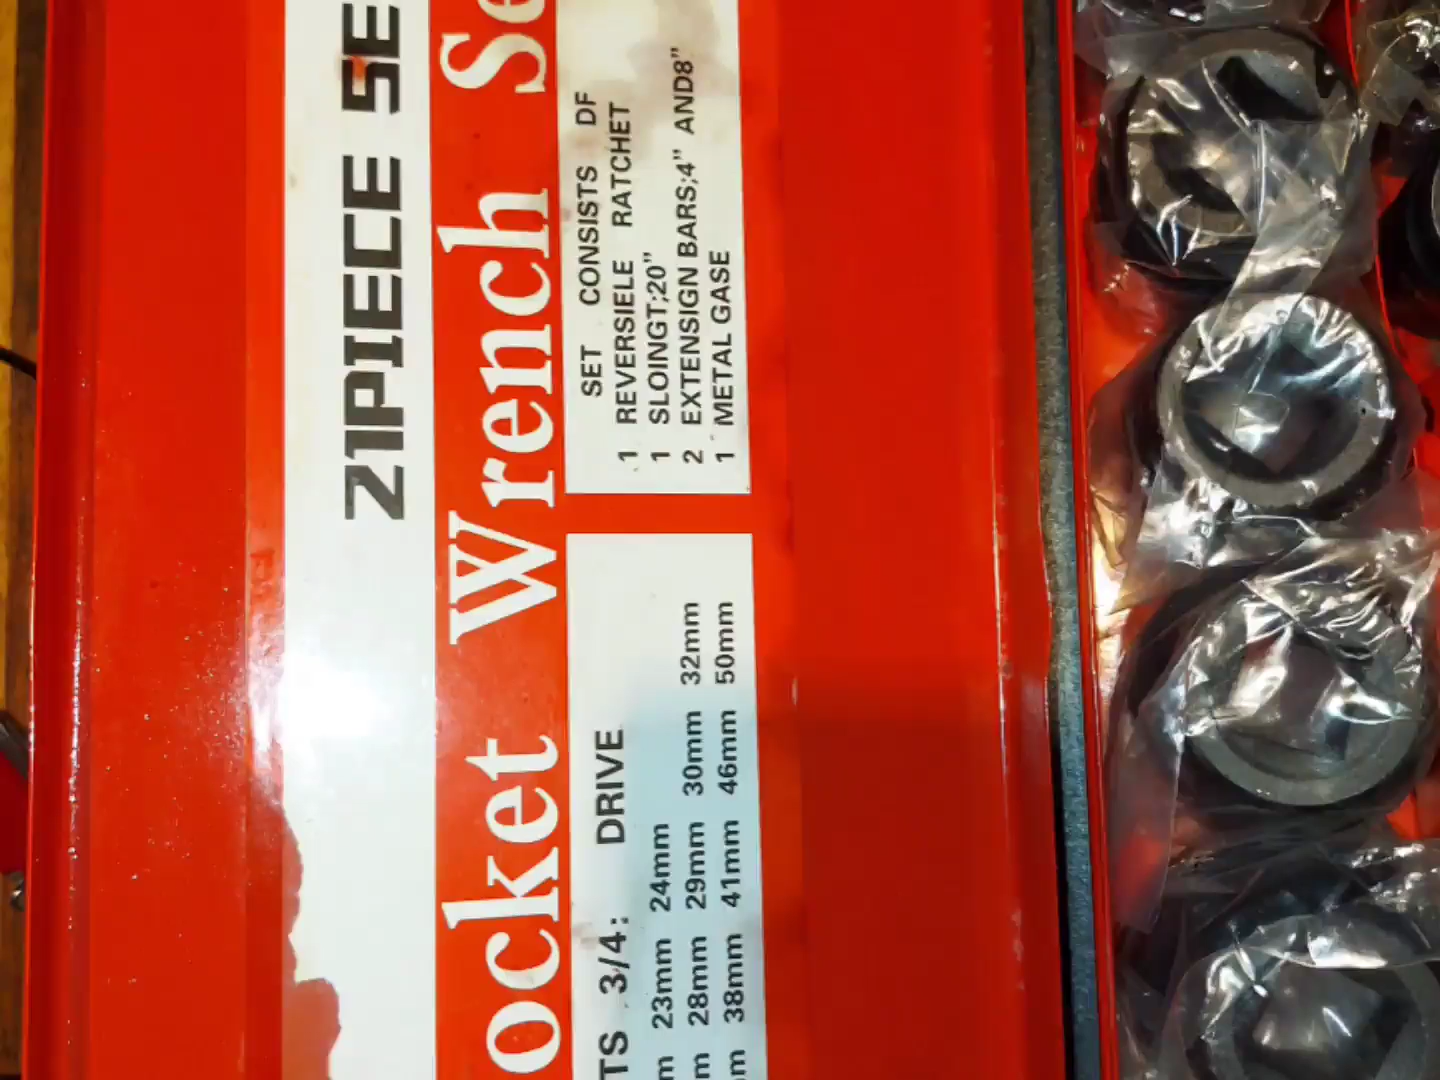 Z1PIECE SE
ocket Wrench Se
TS 3/4: DRIVE
m 23mm 24mm
m 28mm 29mm 30mm 32mm
m 38mm 41mm 46mm 50mm
SET CONSISTS DF
1 REVERSIELE RATCHET
1 SLOINGT;20"
2 EXTENSIGN BARS;4" AND8"
1 METAL GASE